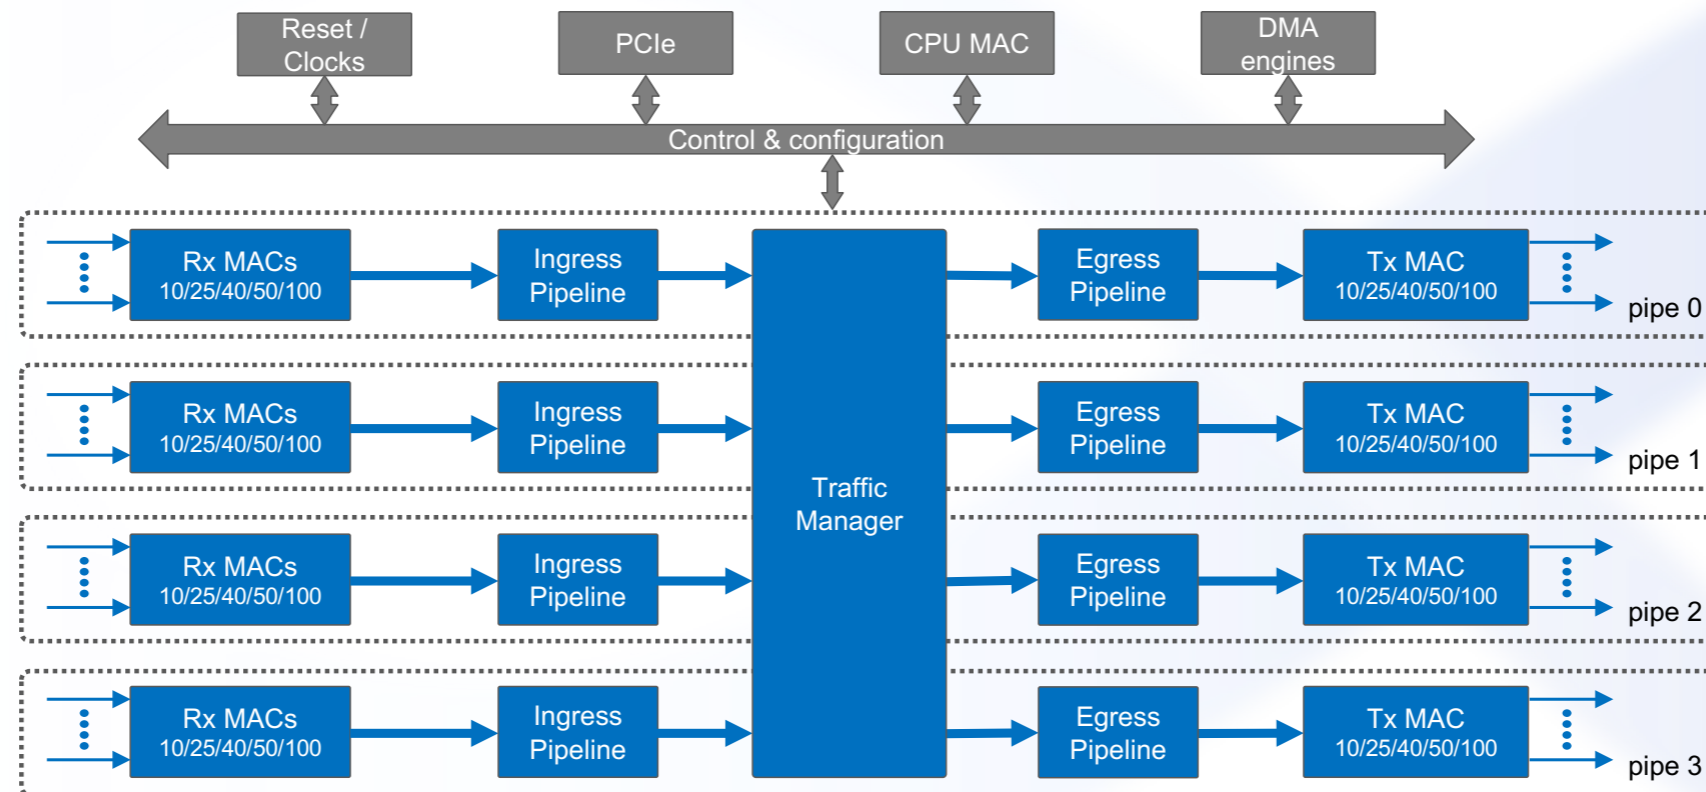 Reset /
Clocks
PCIe
CPU MAC
DMA
engines
Control & configuration
Rx MACs
10/25/40/50/100
Ingress
Pipeline
Egress
Pipeline
Tx MAC
10/25/40/50/100
pipe 0
Rx MACs
10/25/40/50/100
Ingress
Pipeline
Egress
Pipeline
Tx MAC
10/25/40/50/100
pipe 1
Traffic
Manager
Rx MACs
10/25/40/50/100
Ingress
Pipeline
Egress
Pipeline
Tx MAC
10/25/40/50/100
pipe 2
Rx MACs
10/25/40/50/100
Ingress
Pipeline
Egress
Pipeline
Tx MAC
10/25/40/50/100
pipe 3